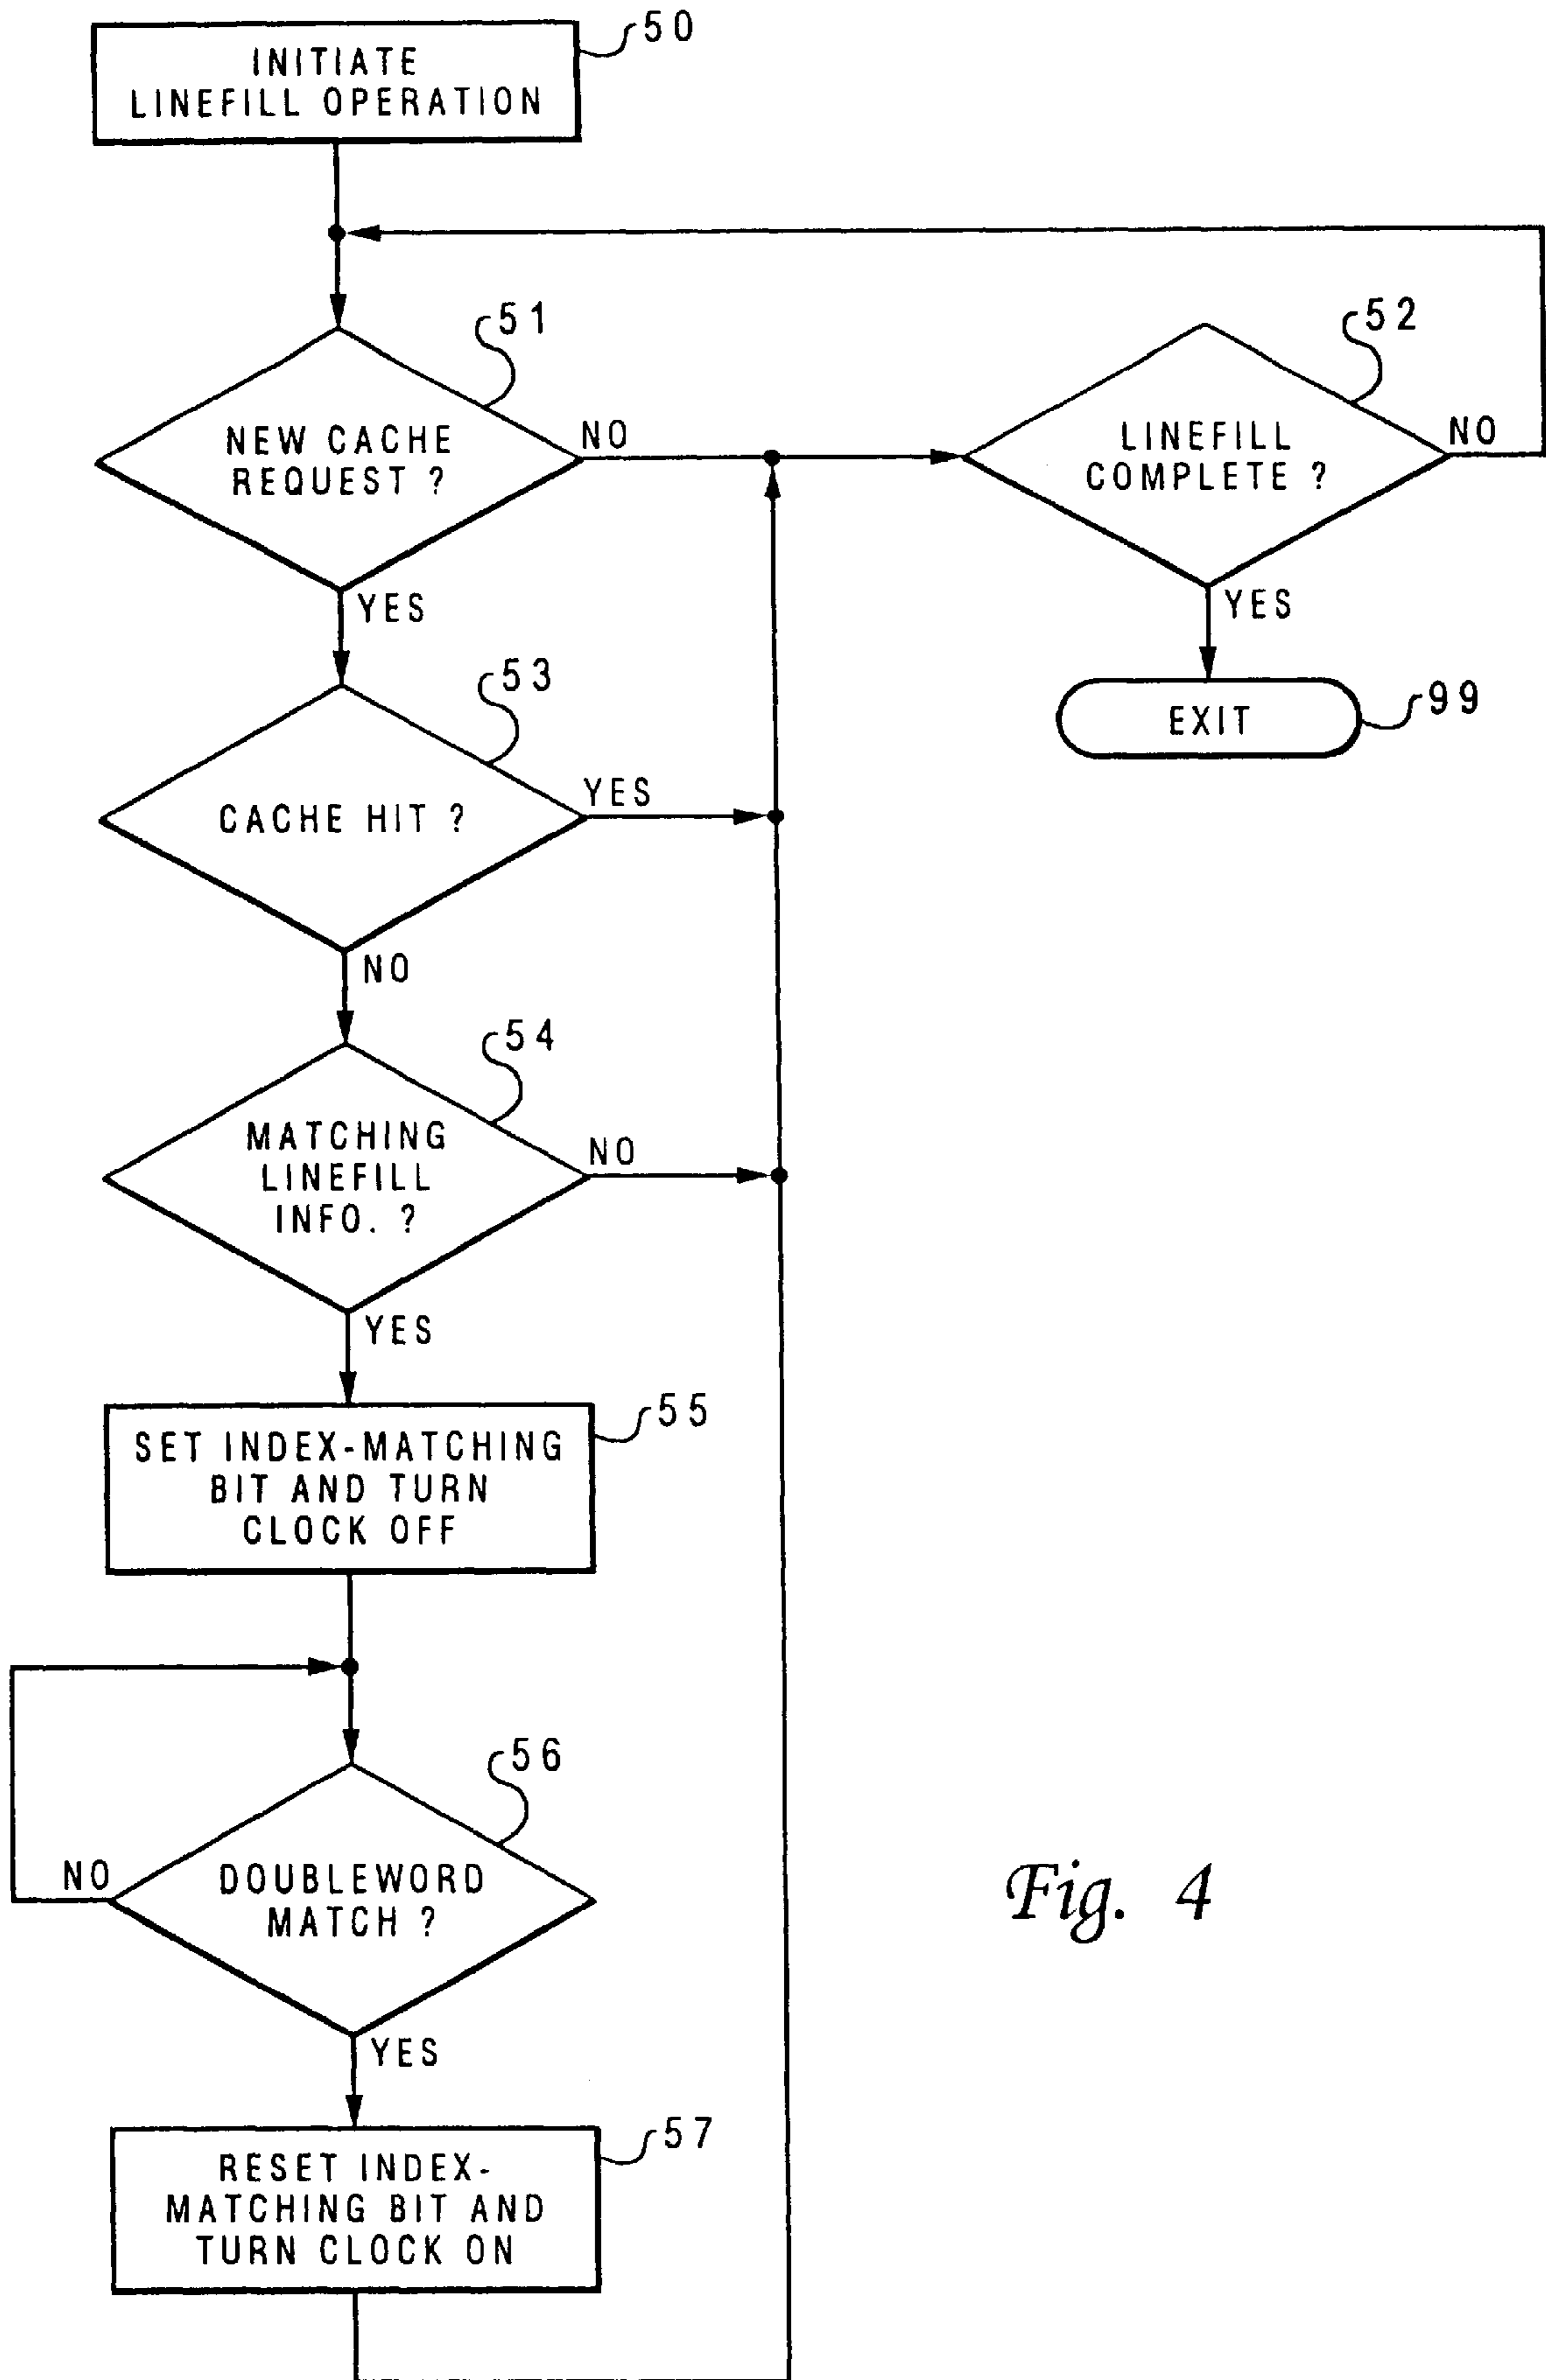 50
INITIATE
LINEFILL OPERATION
51
NEW CACHE
REQUEST ?
NO
YES
52
LINEFILL
COMPLETE ?
NO
YES
EXIT
99
53
CACHE HIT ?
YES
NO
54
MATCHING
LINEFILL
INFO. ?
NO
YES
55
SET INDEX-MATCHING
BIT AND TURN
CLOCK OFF
56
DOUBLEWORD
MATCH ?
NO
YES
57
RESET INDEX-
MATCHING BIT AND
TURN CLOCK ON
Fig. 4